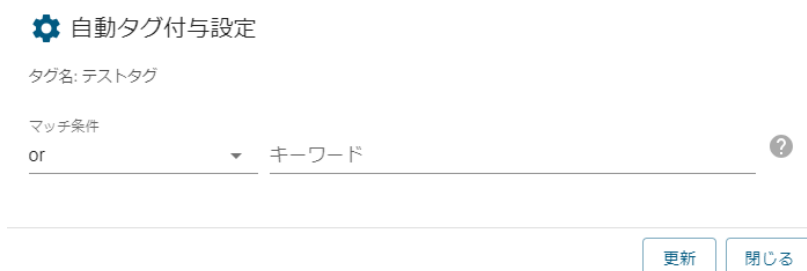 自動タグ付与設定
タグ名: テストタグ
マッチ条件
or キーワード
更新 閉じる